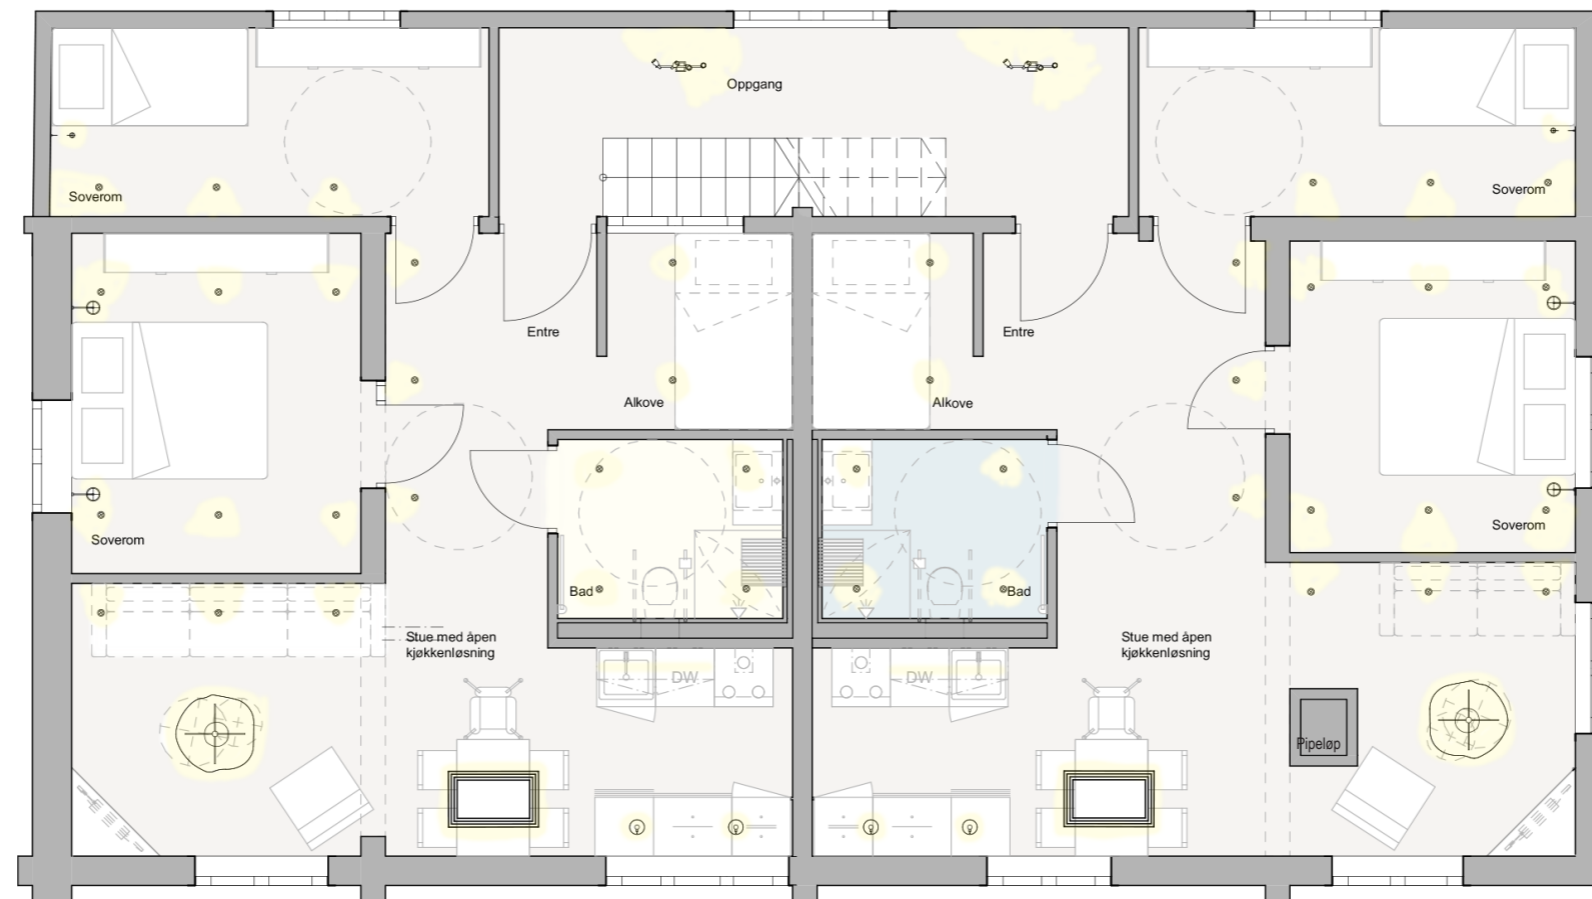 Oppgang
Soverom
Soverom
Entre
Entre
Alkove
Alkove
Soverom
Soverom
Bad
Bad
Stue med åpen
kjøkkenløsning
Stue med åpen
kjøkkenløsning
DW
DW
Pipeløp